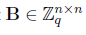 B ∈ ℤ_q^{n×n}